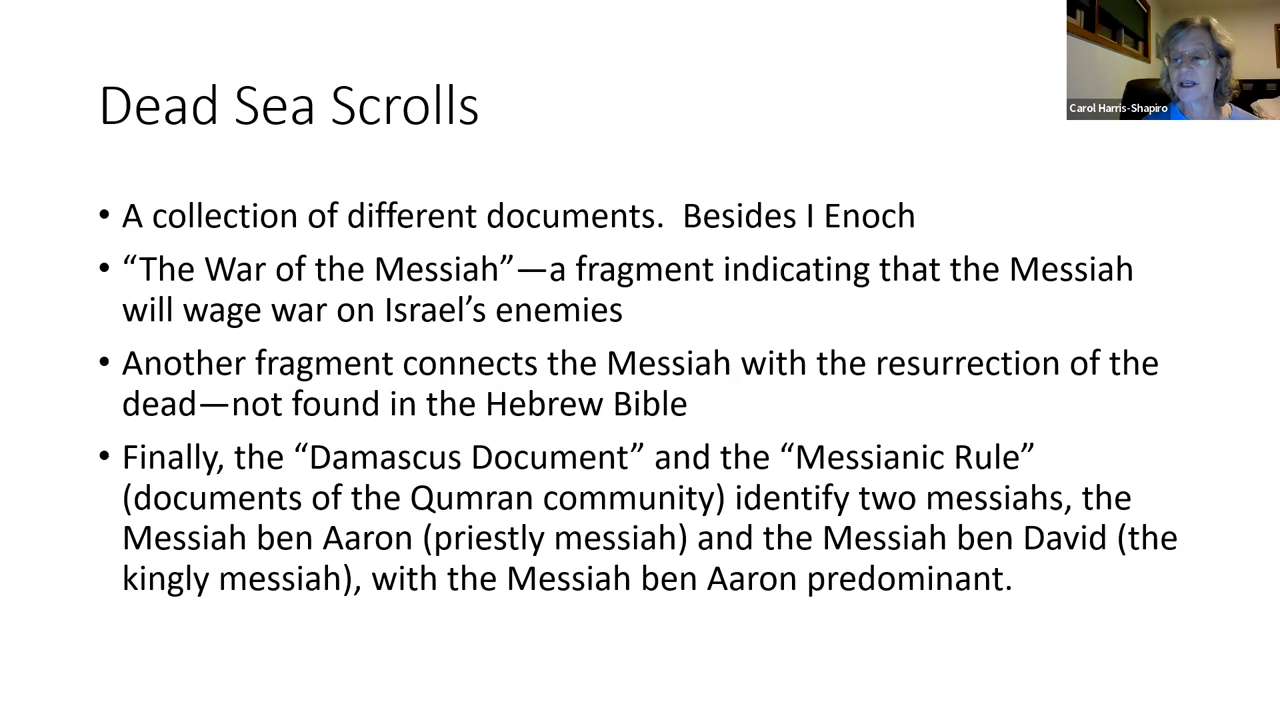 Carol Harris-Shapiro
Dead Sea Scrolls
• A collection of different documents.  Besides I Enoch
• “The War of the Messiah”—a fragment indicating that the Messiah
will wage war on Israel’s enemies
• Another fragment connects the Messiah with the resurrection of the
dead—not found in the Hebrew Bible
• Finally, the “Damascus Document” and the “Messianic Rule”
(documents of the Qumran community) identify two messiahs, the
Messiah ben Aaron (priestly messiah) and the Messiah ben David (the
kingly messiah), with the Messiah ben Aaron predominant.